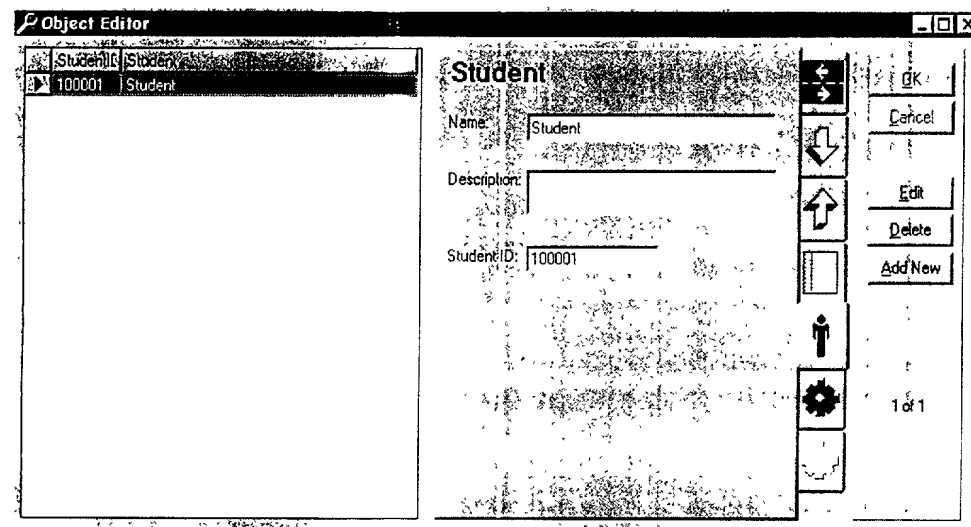 Object Editor
StudentID Student
100001 Student
Student
Name: Student
Description:
Student ID: 100001
OK
Cancel
Edit
Delete
Add New
1 of 1